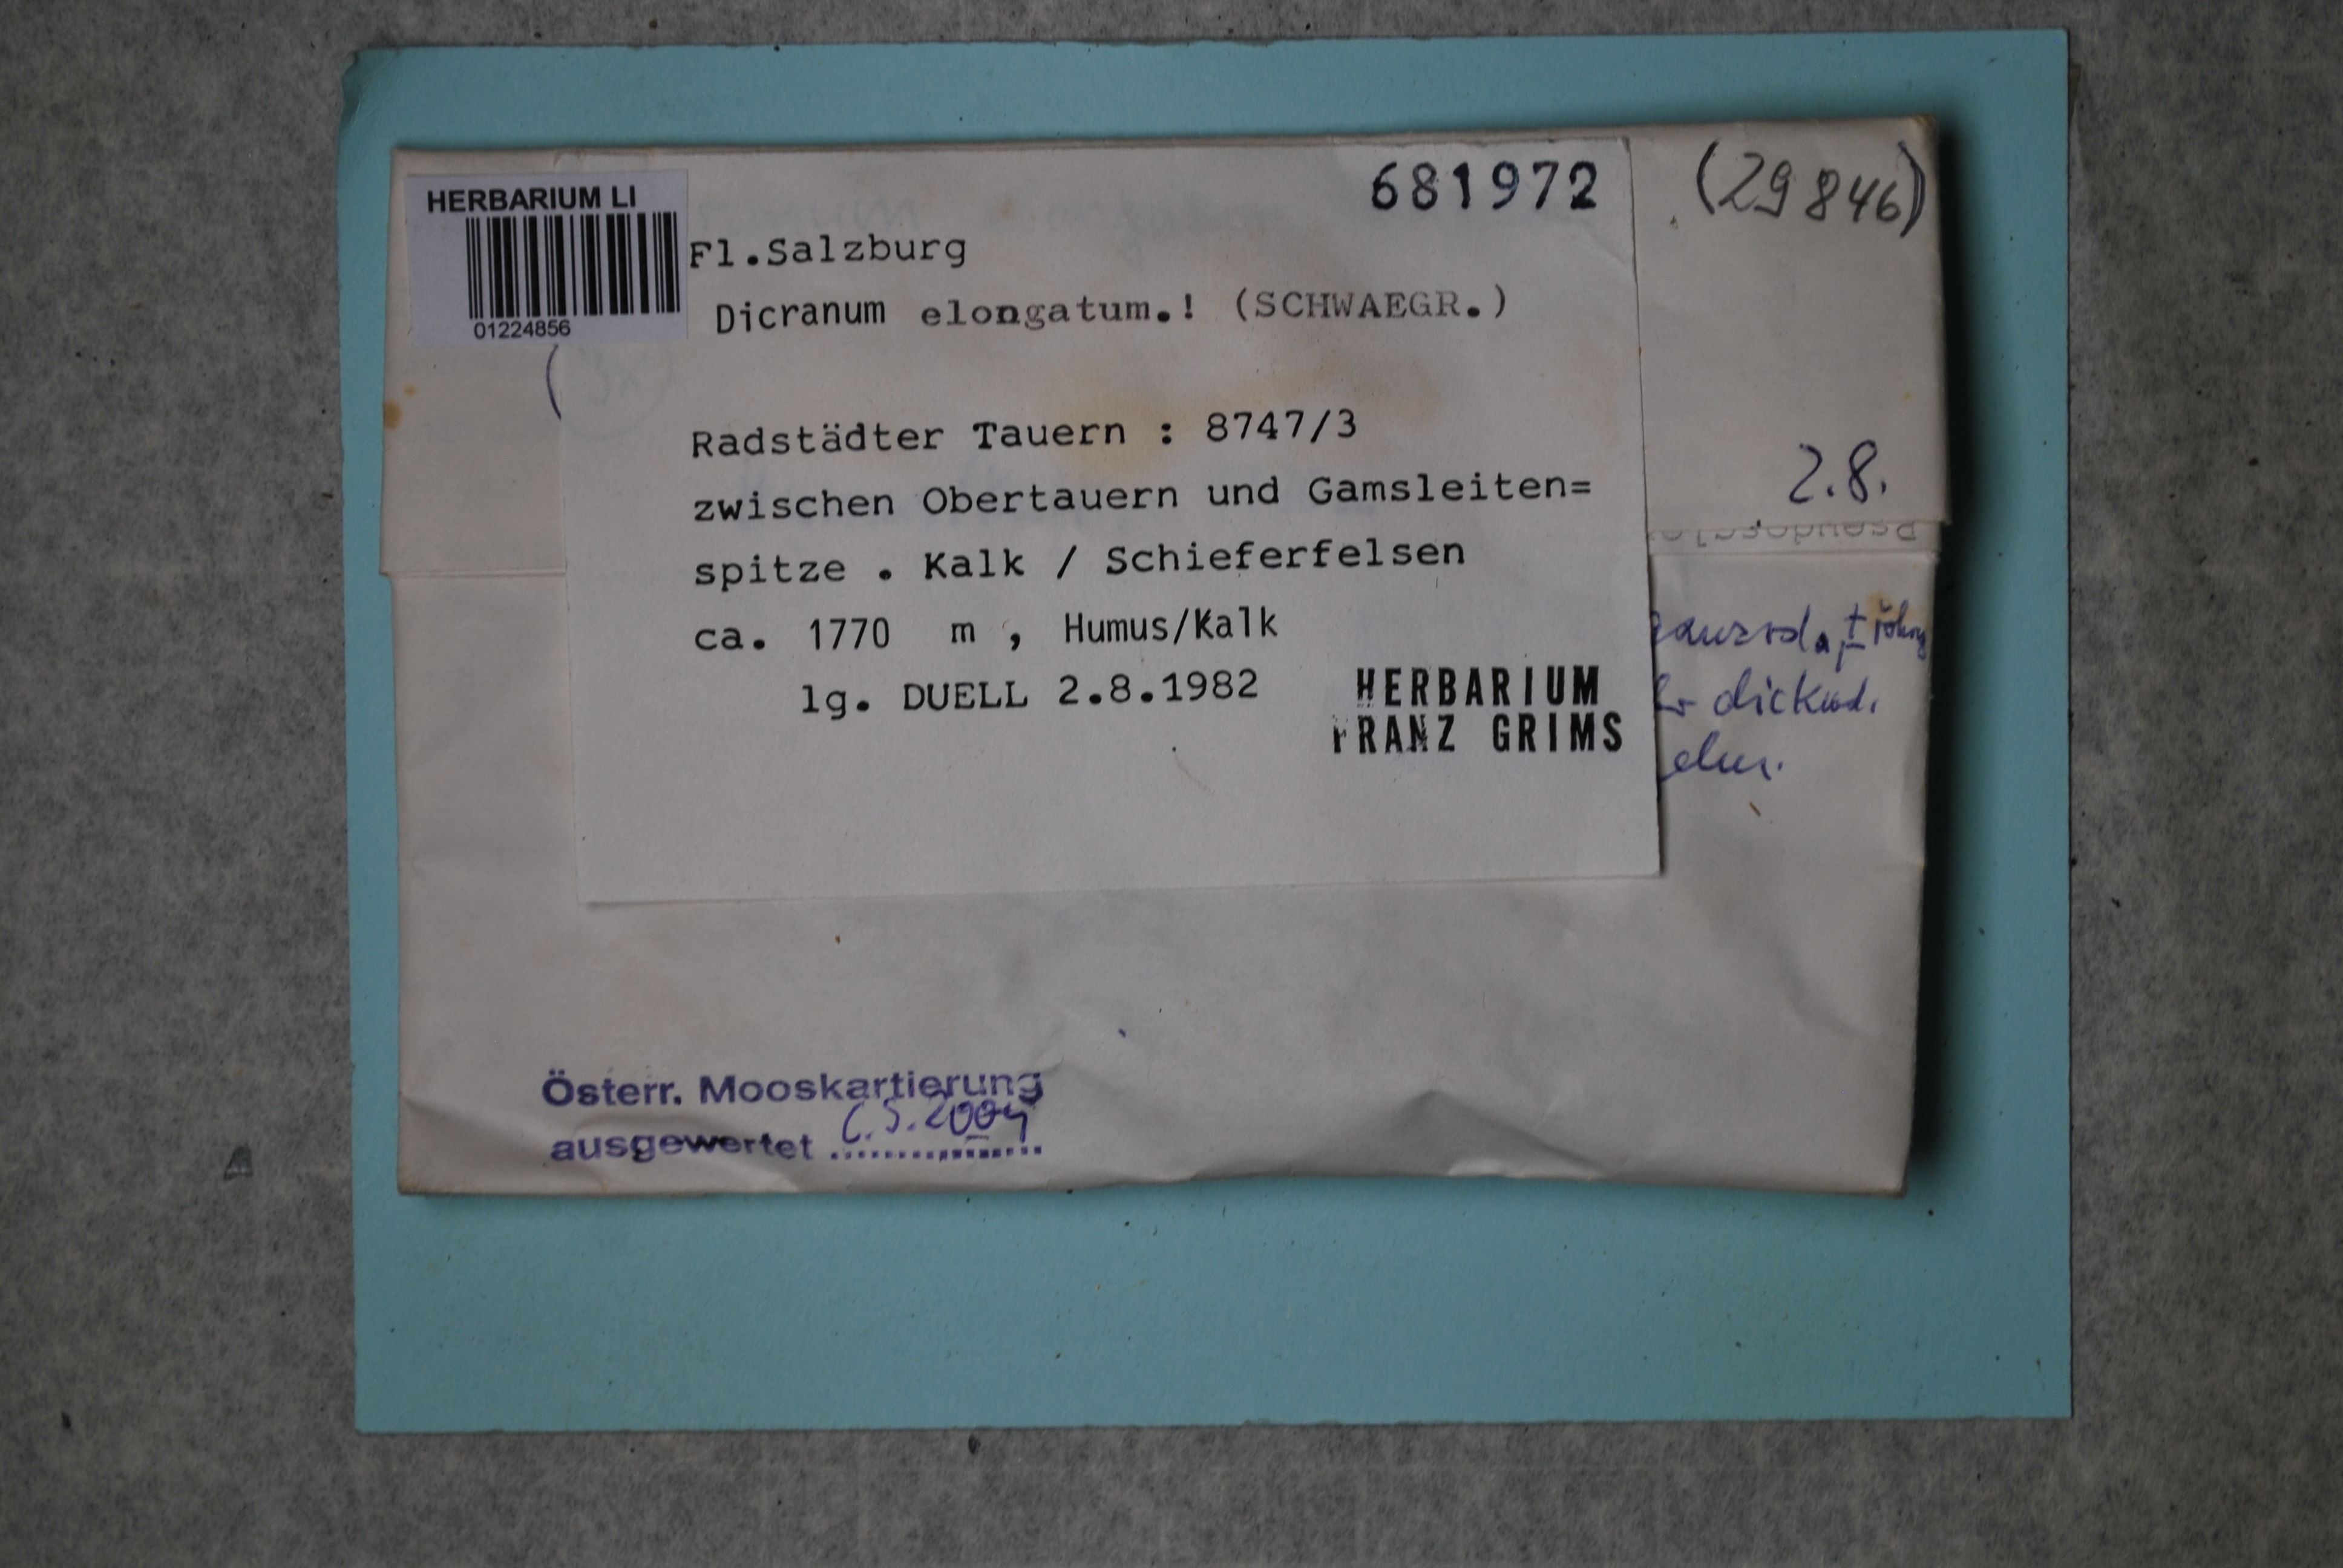 HERBARIUM LI
01224856
681972
(29846)
Fl.Salzburg
Dicranum elongatum.! (SCHWAEGR.)
Radstädter Tauern : 8747/3
zwischen Obertauern und Gamsleiten=
spitze . Kalk / Schieferfelsen
ca. 1770 m , Humus/Kalk
lg. DUELL 2.8.1982
HERBARIUM
FRANZ GRIMS
2.8.
dickwd.
Österr. Mooskartierung
ausgewertet